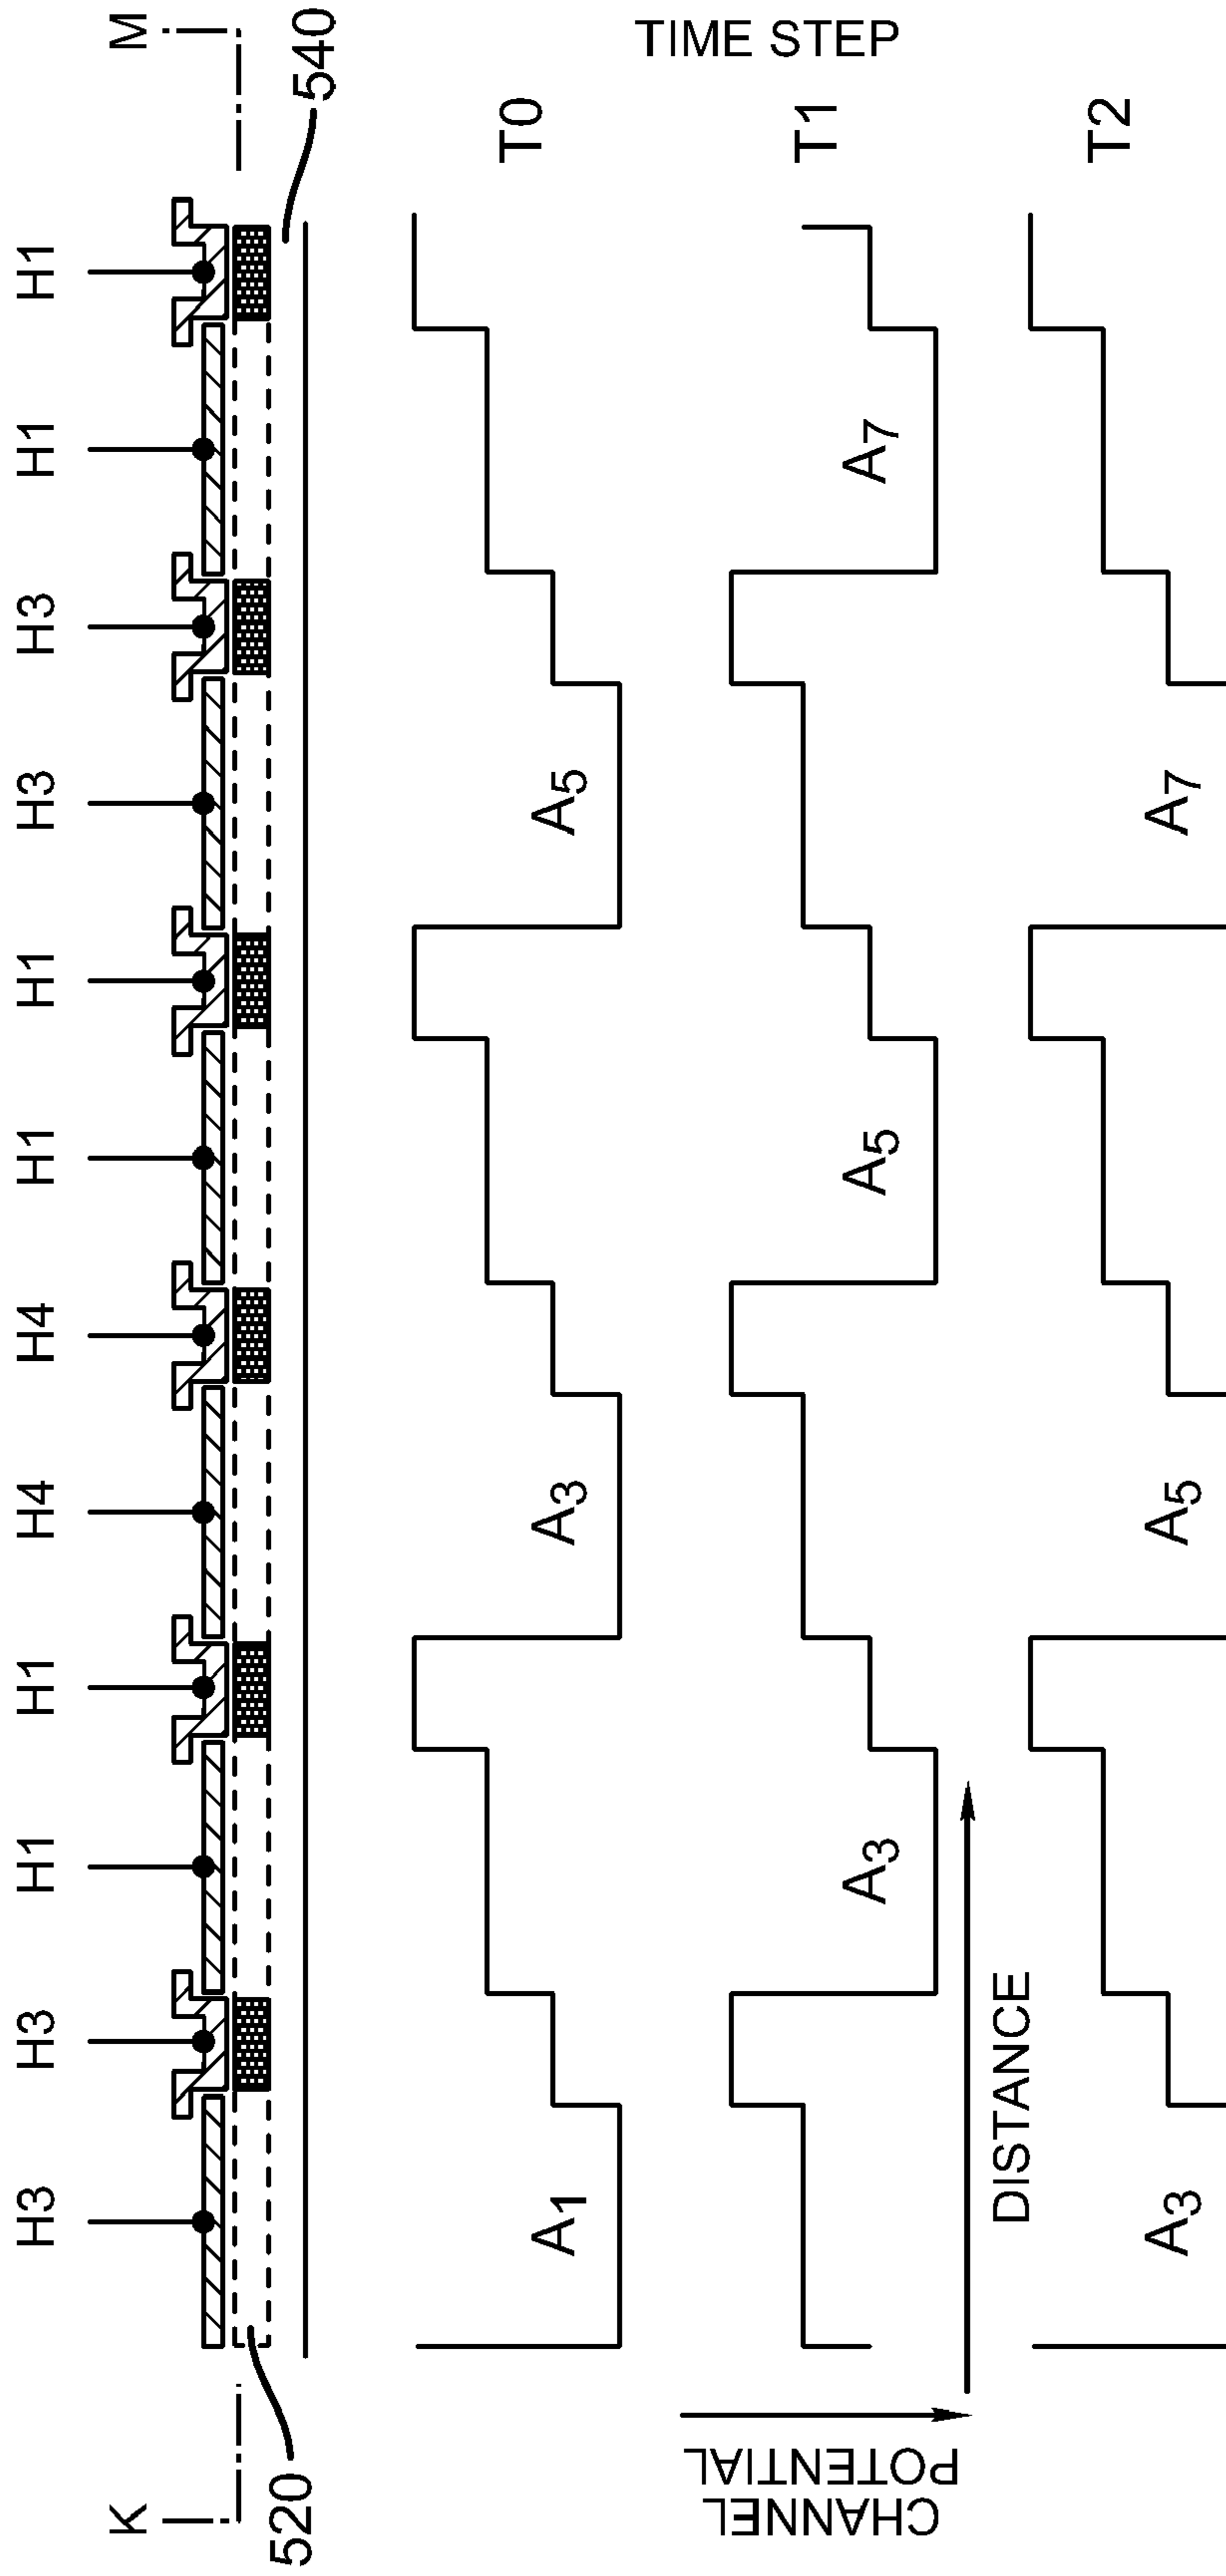 H3 H3 H1 H1 H4 H4 H1 H1 H3 H3 H1 H1
K M
520 540
TIME STEP
A1 A3 A5 T0
CHANNEL
POTENTIAL
A3 A5 A7 T1
DISTANCE
A3 A5 A7 T2